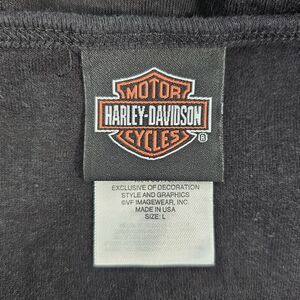 MOTOR
HARLEY-DAVIDSON
CYCLES®
EXCLUSIVE OF DECORATION
STYLE AND GRAPHICS
©VF IMAGEWEAR, INC.
MADE IN USA
SIZE: L